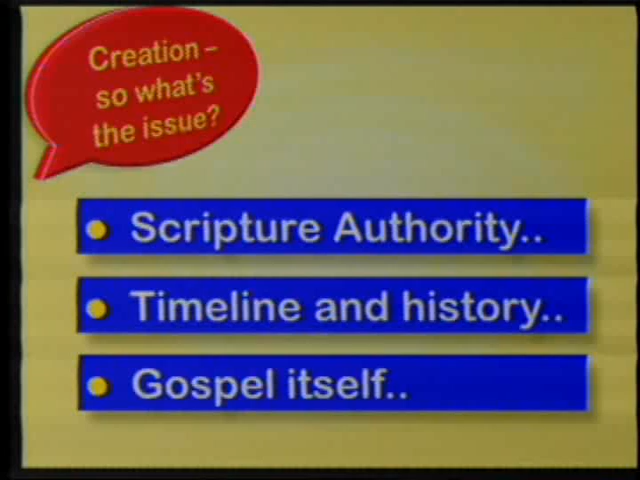 Creation –
so what's
the issue?
Scripture Authority..
Timeline and history..
Gospel itself..